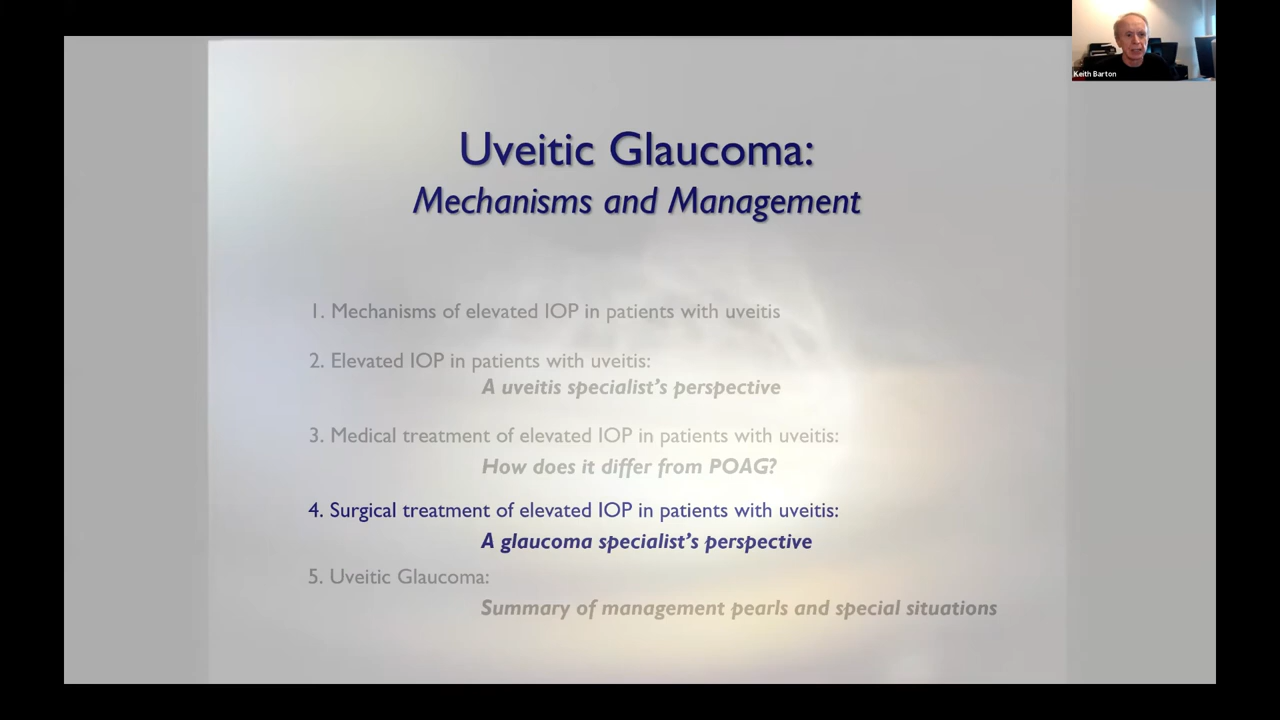 Keith Barton
Uveitic Glaucoma:
Mechanisms and Management
1. Mechanisms of elevated IOP in patients with uveitis
2. Elevated IOP in patients with uveitis:
A uveitis specialist's perspective
3. Medical treatment of elevated IOP in patients with uveitis:
How does it differ from POAG?
4. Surgical treatment of elevated IOP in patients with uveitis:
A glaucoma specialist's perspective
5. Uveitic Glaucoma:
Summary of management pearls and special situations